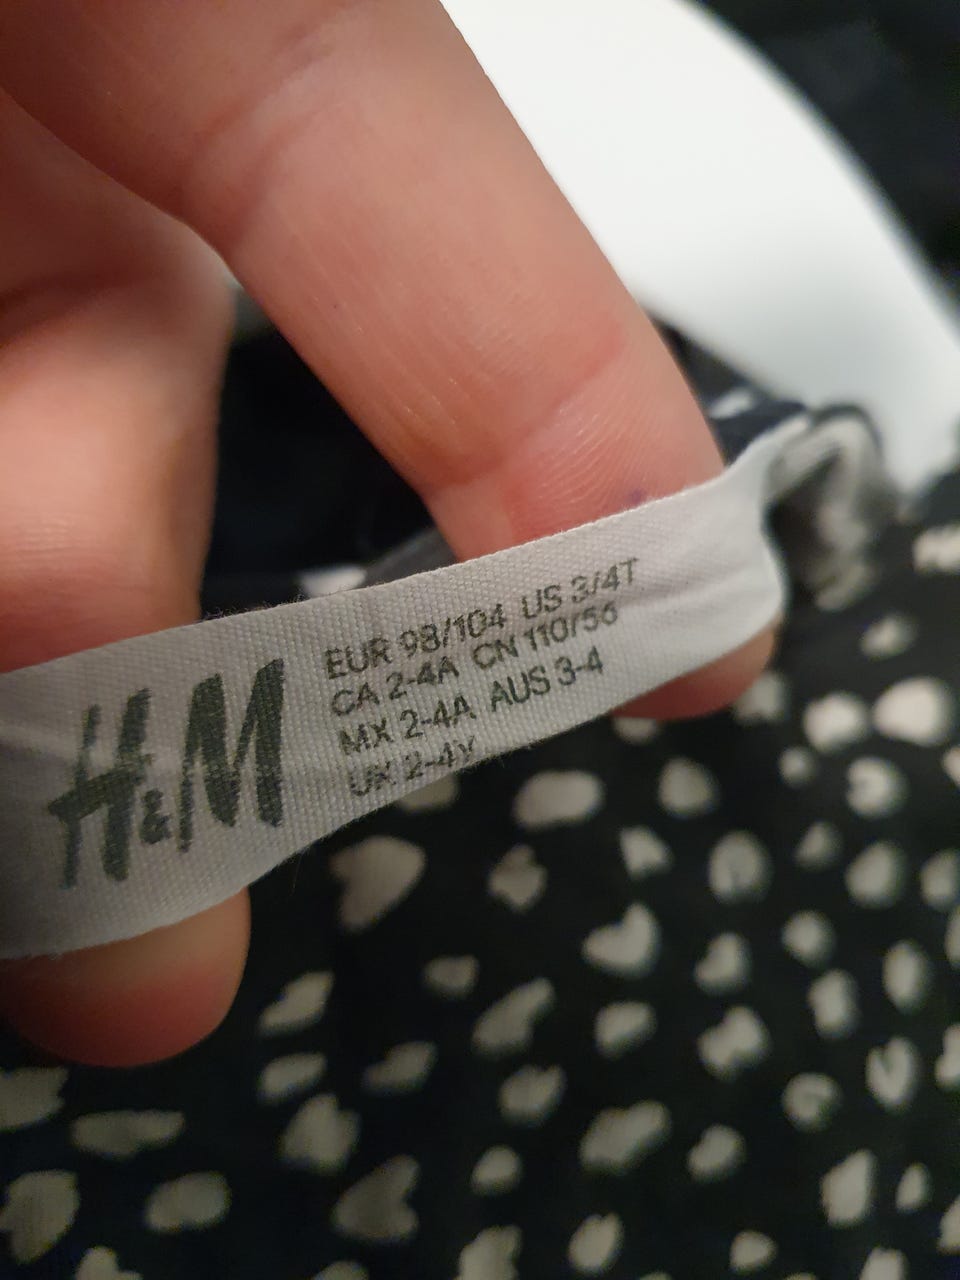 H&M
EUR 98/104 US 3/4T
CA 2-4A CN 110/56
MX 2-4A AUS 3-4
UK 2-4Y